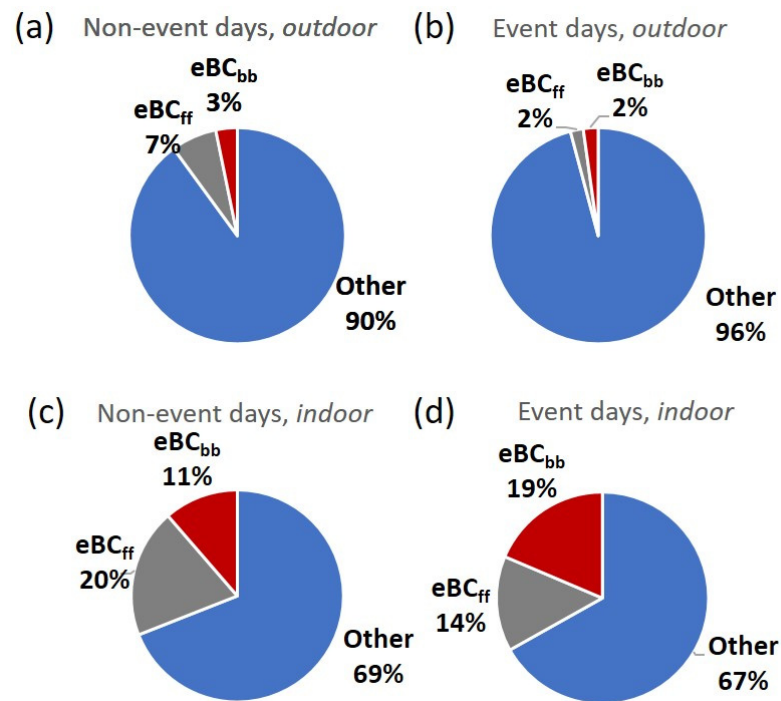 (a) Non-event days, outdoor
eBCbb
3%
eBCff
7%
Other
90%
(b) Event days, outdoor
eBCff
2%
eBCbb
2%
Other
96%
(c) Non-event days, indoor
eBCbb
11%
eBCff
20%
Other
69%
(d) Event days, indoor
eBCbb
19%
eBCff
14%
Other
67%